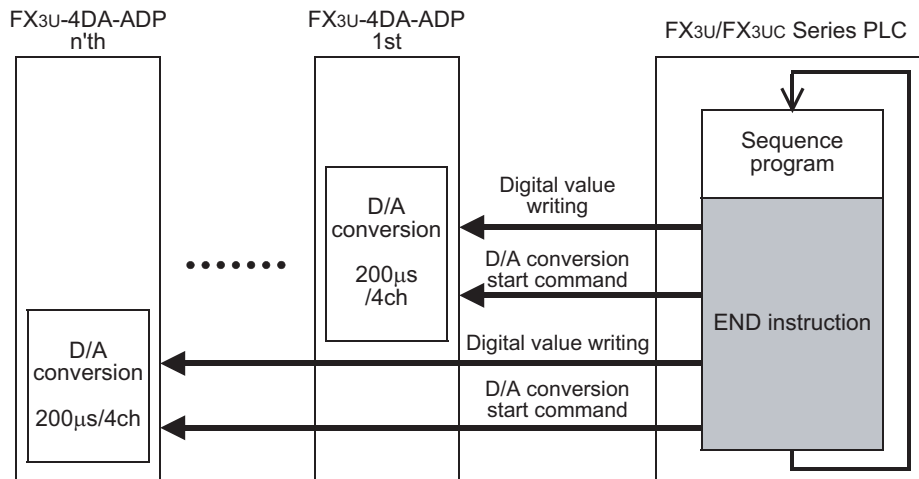 FX3U-4DA-ADP
n'th
FX3U-4DA-ADP
1st
FX3U/FX3UC Series PLC
Sequence
program
Digital value
writing
D/A
conversion
200µs
/4ch
D/A conversion
start command
END instruction
D/A
conversion
200µs/4ch
Digital value writing
D/A conversion
start command